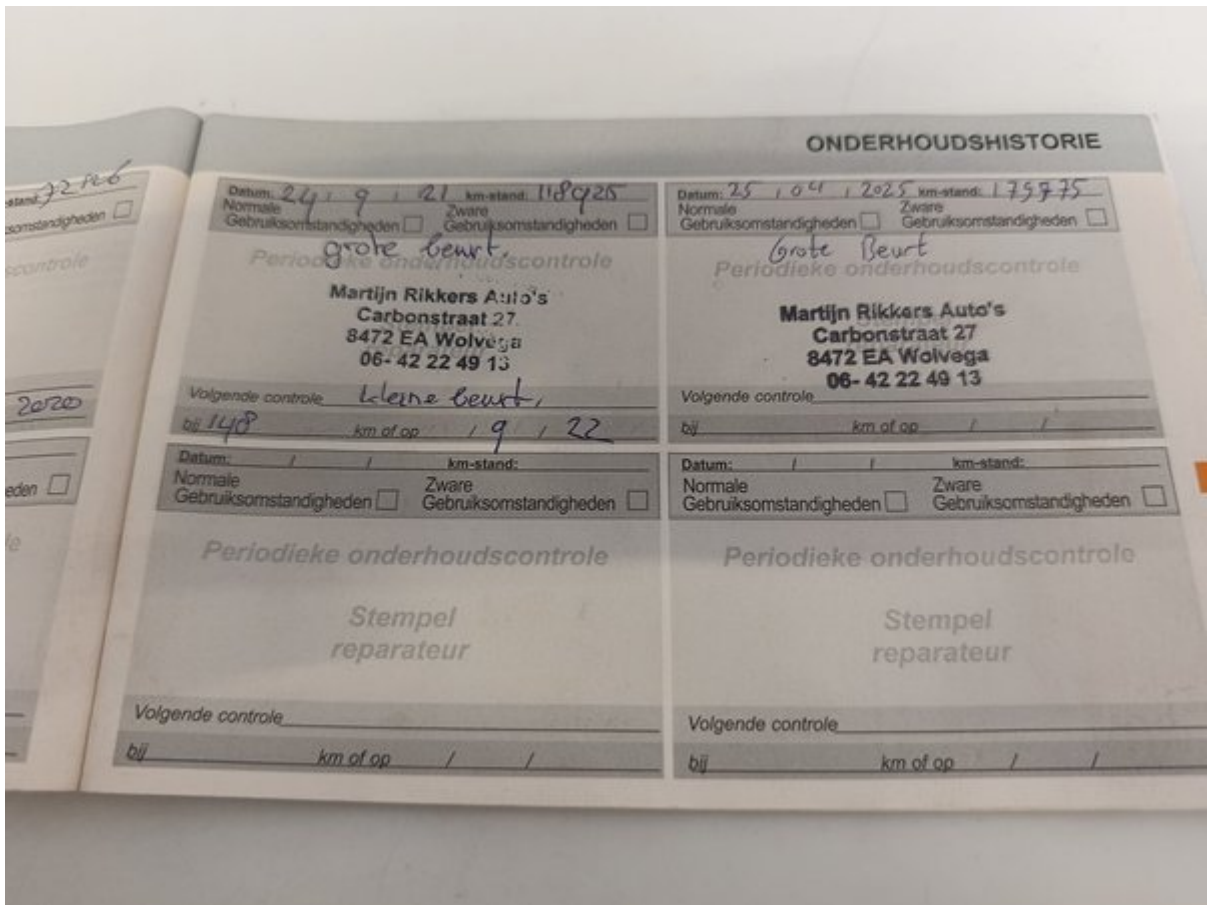 ONDERHOUDSHISTORIE
-stand:
omstandigheden
scontrole
2020
eden
Datum: 24 / 9 / 21 km-stand: 118925
Normale Zware
Gebruiksomstandigheden Gebruiksomstandigheden
grote beurt.
Periodieke onderhoudscontrole
Martijn Rikkers Auto's
Carbonstraat 27
8472 EA Wolvega
06- 42 22 49 13
Volgende controle kleine beurt,
bij 148 km of op / 9 / 22
Datum: 25 / 04 / 2025 km-stand:
Normale Zware
Gebruiksomstandigheden Gebruiksomstandigheden
Grote Beurt
Periodieke onderhoudscontrole
Martijn Rikkers Auto's
Carbonstraat 27
8472 EA Wolvega
06- 42 22 49 13
Volgende controle
bij km of op / /
Datum: / / km-stand:
Normale Zware
Gebruiksomstandigheden Gebruiksomstandigheden
Periodieke onderhoudscontrole
Stempel
reparateur
Volgende controle
bij km of op / /
Datum: / / km-stand:
Normale Zware
Gebruiksomstandigheden Gebruiksomstandigheden
Periodieke onderhoudscontrole
Stempel
reparateur
Volgende controle
bij km of op / /